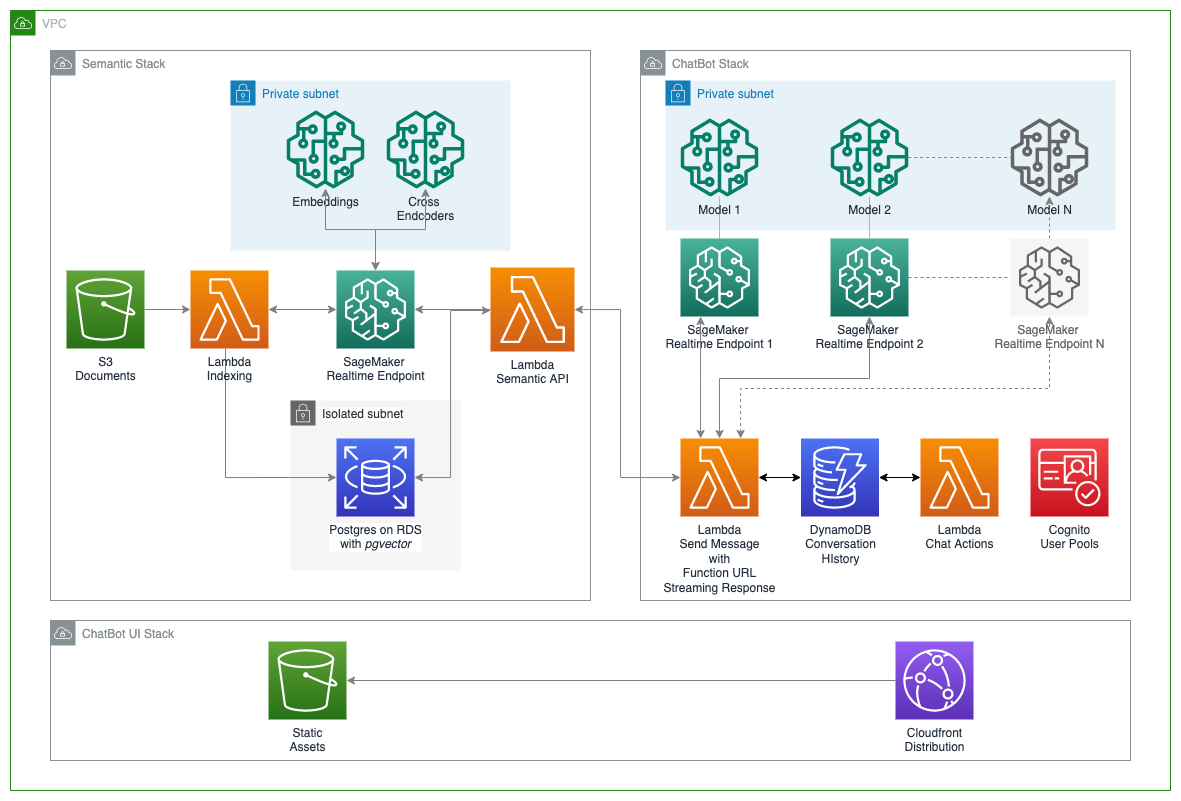 VPC
Semantic Stack
Private subnet
Embeddings
Cross
Endcoders
S3
Documents
Lambda
Indexing
SageMaker
Realtime Endpoint
Lambda
Semantic API
Isolated subnet
Postgres on RDS
with pgvector
ChatBot Stack
Private subnet
Model 1
Model 2
Model N
SageMaker
Realtime Endpoint 1
SageMaker
Realtime Endpoint 2
SageMaker
Realtime Endpoint N
Lambda
Send Message
with
Function URL
Streaming Response
DynamoDB
Conversation
HIstory
Lambda
Chat Actions
Cognito
User Pools
ChatBot UI Stack
Static
Assets
Cloudfront
Distribution